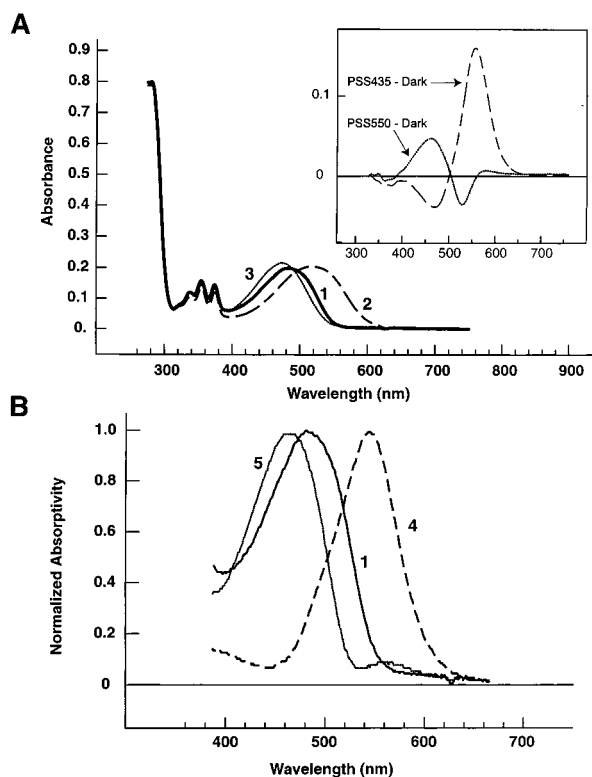 A
Absorbance
0.9
0.8
0.7
0.6
0.5
0.4
0.3
0.2
0.1
0.
3
1
2
300 400 500 600 700 800 900
Wavelength (nm)
PSS435 - Dark
PSS550 - Dark
0.1
0
260 300 400 500 600 700
B
Normalized Absorptivity
1.0
0.8
0.6
0.4
0.2
0
5
1
4
400 500 600 700
Wavelength (nm)